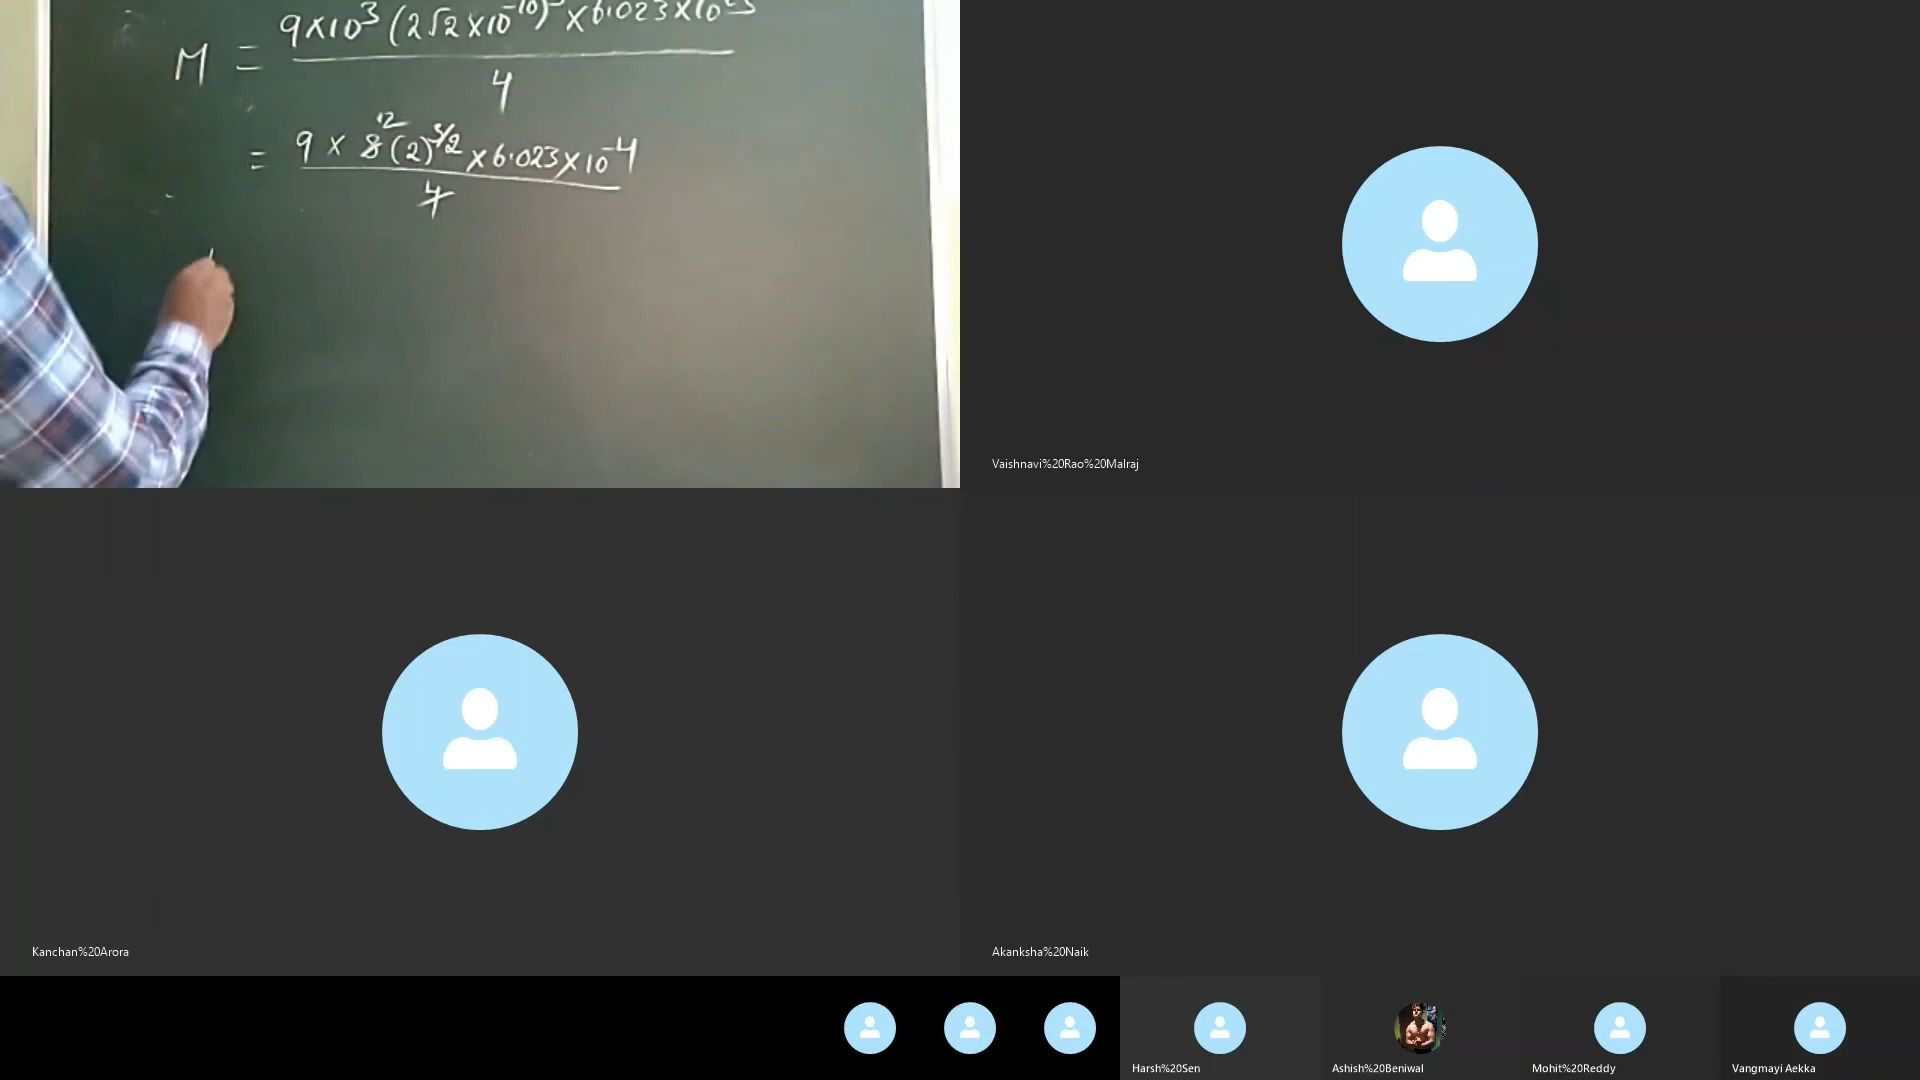 M = 9×10³ (2√2 ×10⁻¹⁰)³ ×6.023×10²³
4
= 9 × 8² (2)^3/2 ×6.023×10⁻⁴
4
Vaishnavi%20Rao%20Malraj
Kanchan%20Arora
Akanksha%20Naik
Harsh%20Sen
Ashish%20Beniwal
Mohit%20Reddy
Vangmayi Aekka